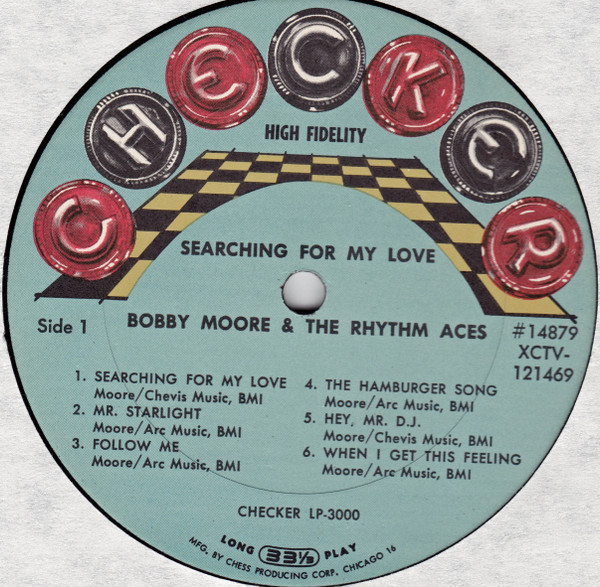 CHECKER
HIGH FIDELITY
SEARCHING FOR MY LOVE
Side 1
BOBBY MOORE & THE RHYTHM ACES
#14879
XCTV-
121469
1. SEARCHING FOR MY LOVE
Moore/Chevis Music, BMI
2. MR. STARLIGHT
Moore/Arc Music, BMI
3. FOLLOW ME
Moore/Arc Music, BMI
4. THE HAMBURGER SONG
Moore/Arc Music, BMI
5. HEY, MR. D.J.
Moore/Chevis Music, BMI
6. WHEN I GET THIS FEELING
Moore/Arc Music, BMI
CHECKER LP-3000
LONG 33⅓ PLAY
MFG. BY CHESS PRODUCING CORP. CHICAGO 16